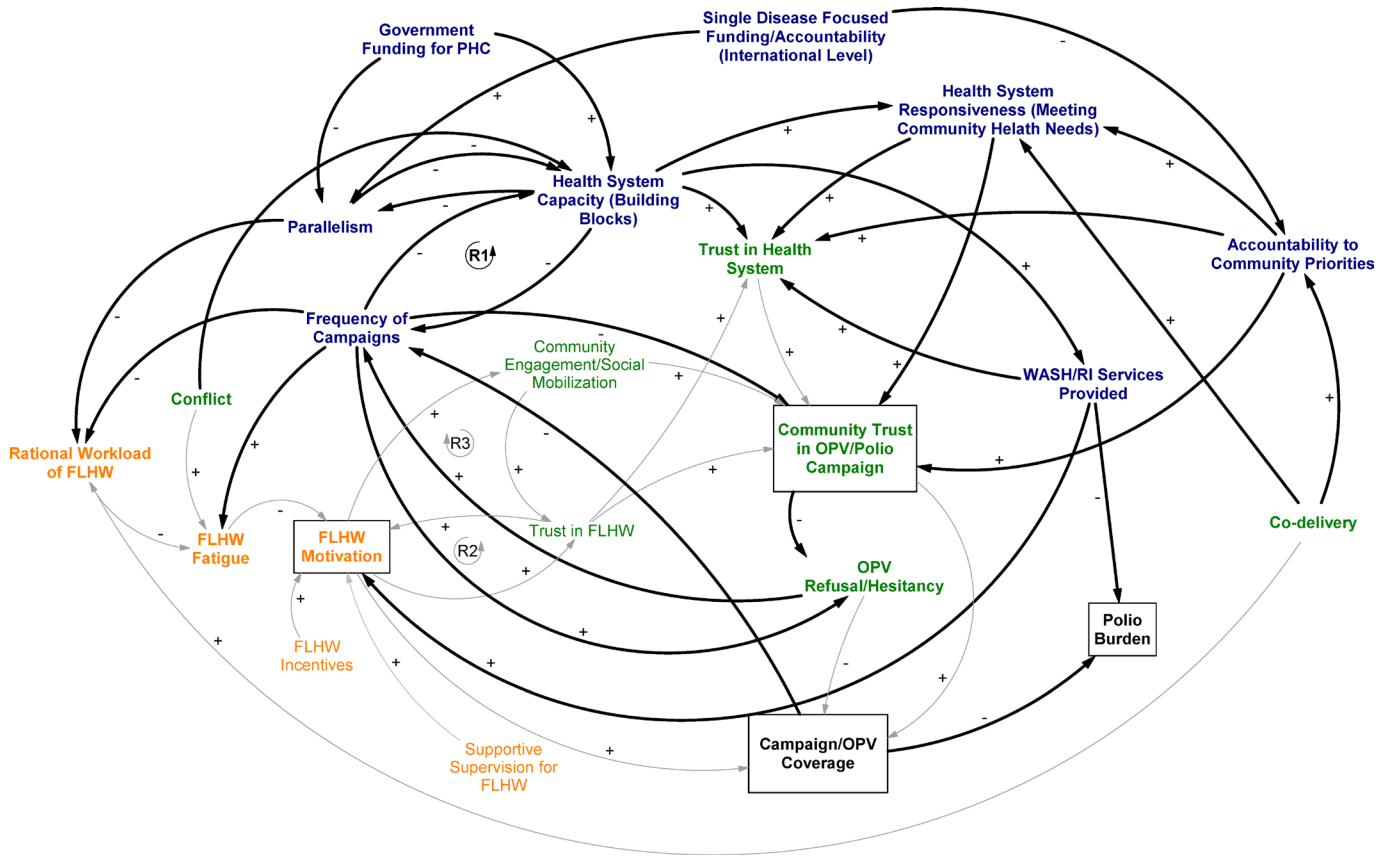 Single Disease Focused
Funding/Accountability
(International Level)
Government
Funding for PHC
-
+
+
-
Health System
Responsiveness (Meeting
Community Helath Needs)
+
-
-
+
Health System
Capacity (Building
Blocks)
-
+
+
Parallelism
+
Trust in Health
System
Accountability to
Community Priorities
R1
-
-
+
-
+
Frequency of
Campaigns
-
+
-
+
+
Community
Engagement/Social
Mobilization
+
+
+
WASH/RI Services
Provided
-
Conflict
+
+
-
Community Trust
in OPV/Polio
Campaign
Rational Workload
of FLHW
+
+
R3
+
+
+
+
-
-
-
+
Trust in FLHW
-
Co-delivery
FLHW
Fatigue
FLHW
Motivation
R2
+
OPV
Refusal/Hesitancy
+
Polio
Burden
+
+
FLHW
Incentives
+
+
-
+
-
+
Supportive
Supervision for
FLHW
Campaign/OPV
Coverage